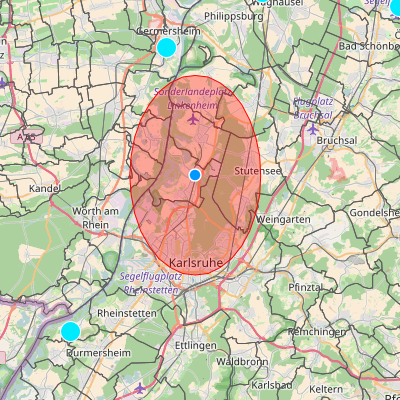 Waghäusel
Philippsburg
Germersheim
Bad Schönbo
Segelf
Sonderlandeplatz
Linkenheim
Flugplatz
Bruchsal
A 65
Bruchsal
Kandel
Stutensee
Wörth am
Rhein
Weingarten
Gondelshe
Karlsruhe
Segelflugplatz
Rheinstetten
Pfinztal
Rheinstetten
Remchingen
Durmersheim
Ettlingen
Waldbronn
Karlsbad
Keltern
Pfo